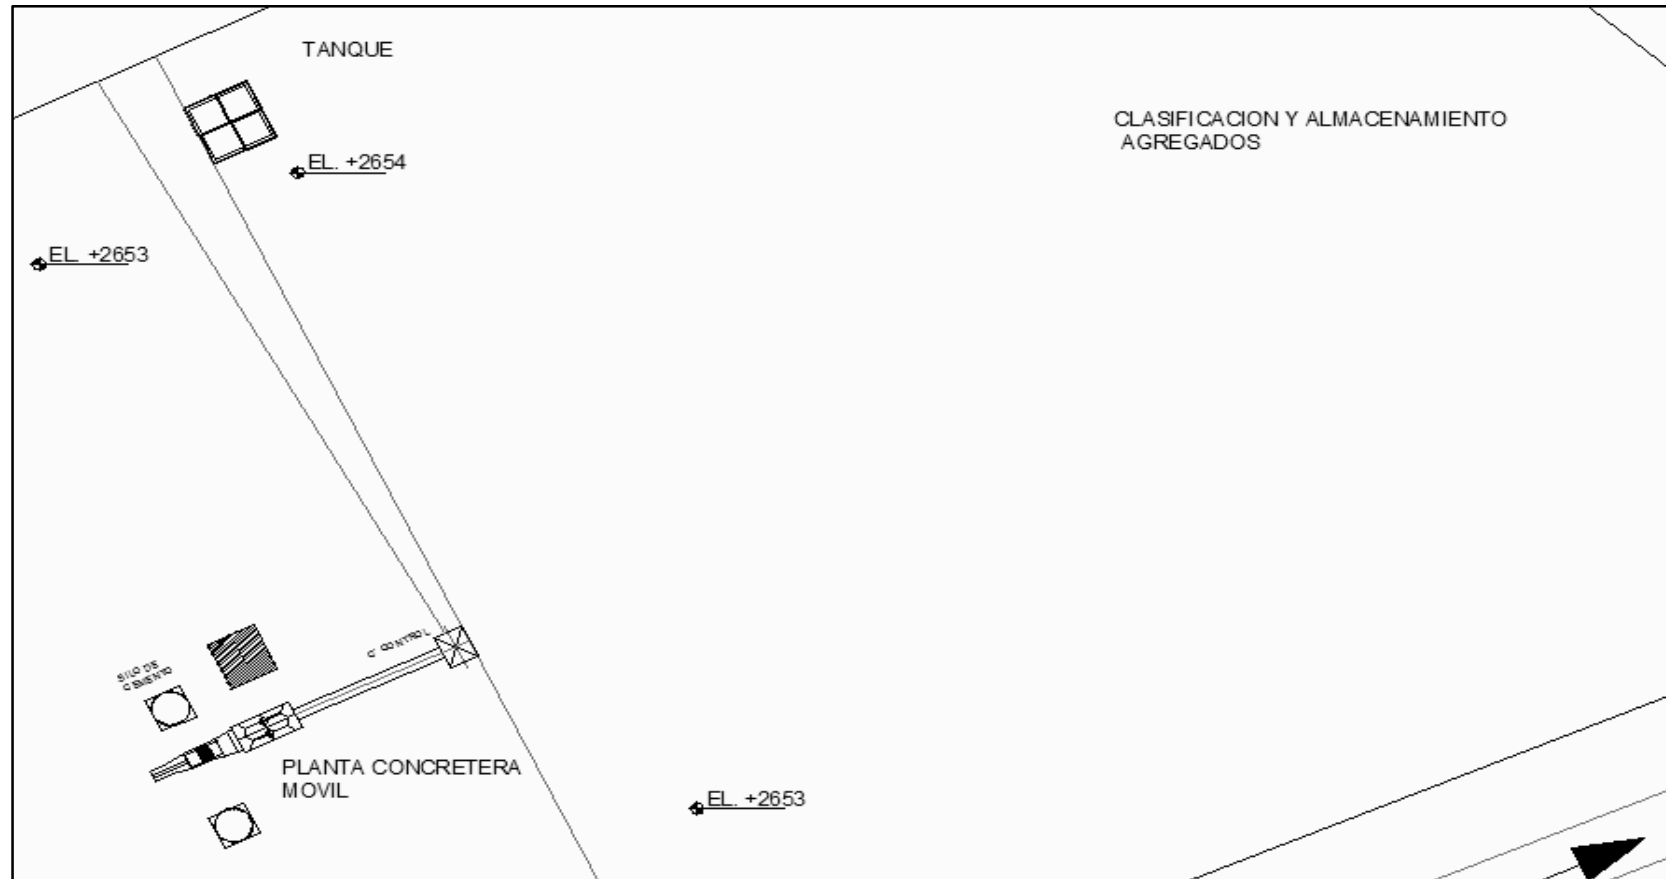 TANQUE
CLASIFICACION Y ALMACENAMIENTO
AGREGADOS
EL. +2654
EL. +2653
C' CONTROL
SILO DE
CEMENTO
PLANTA CONCRETERA
MOVIL
EL. +2653